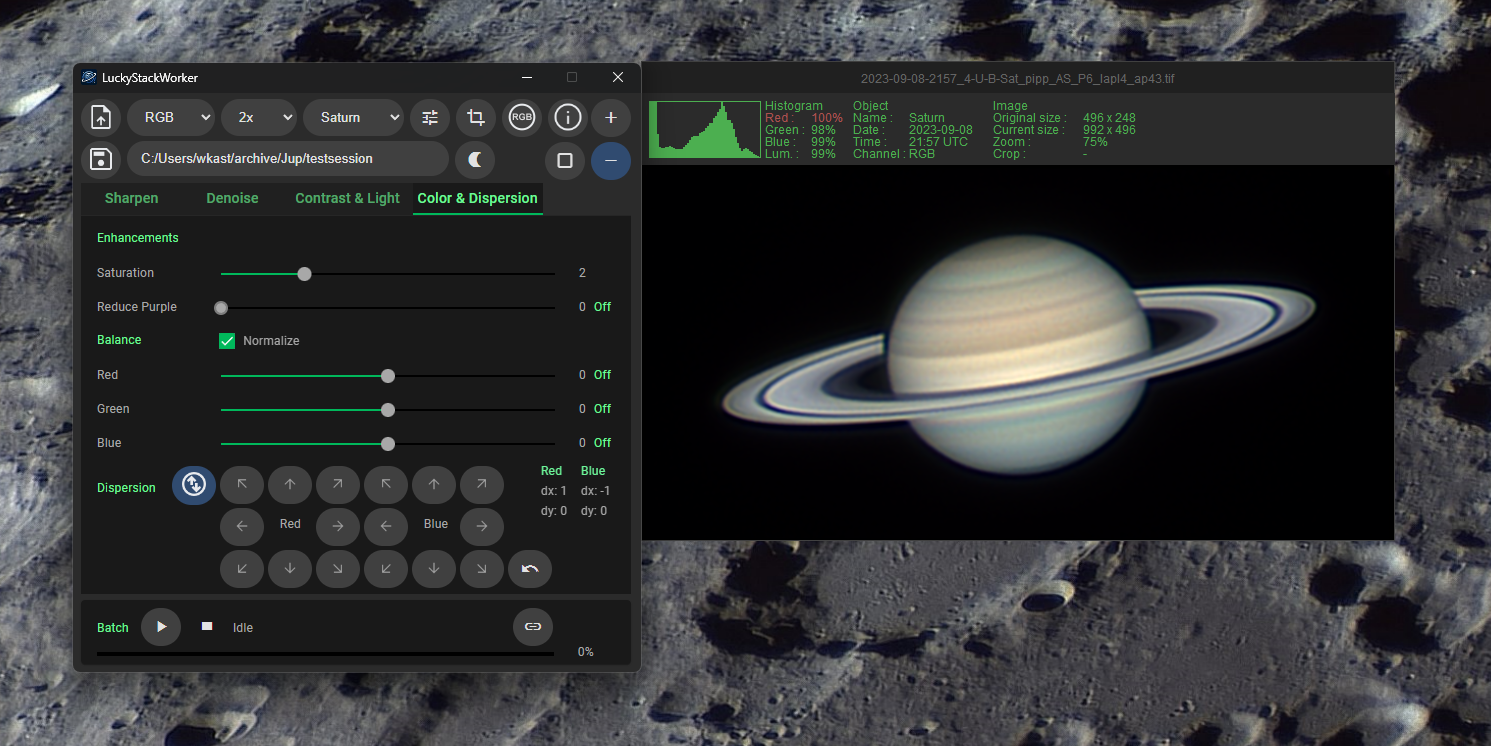 LuckyStackWorker
RGB 2x Saturn RGB
C:/Users/wkast/archive/Jup/testsession
Sharpen Denoise Contrast & Light Color & Dispersion
Enhancements
Saturation 2
Reduce Purple 0 Off
Balance Normalize
Red 0 Off
Green 0 Off
Blue 0 Off
Dispersion
Red Blue
Red Blue
dx: 1 dx: -1
dy: 0 dy: 0
Batch Idle
0%
2023-09-08-2157_4-U-B-Sat_pipp_AS_P6_lapl4_ap43.tif
Histogram Object Image
Red : 100% Name : Saturn Original size : 496 x 248
Green : 98% Date : 2023-09-08 Current size : 992 x 496
Blue : 99% Time : 21:57 UTC Zoom : 75%
Lum. : 99% Channel : RGB Crop : -